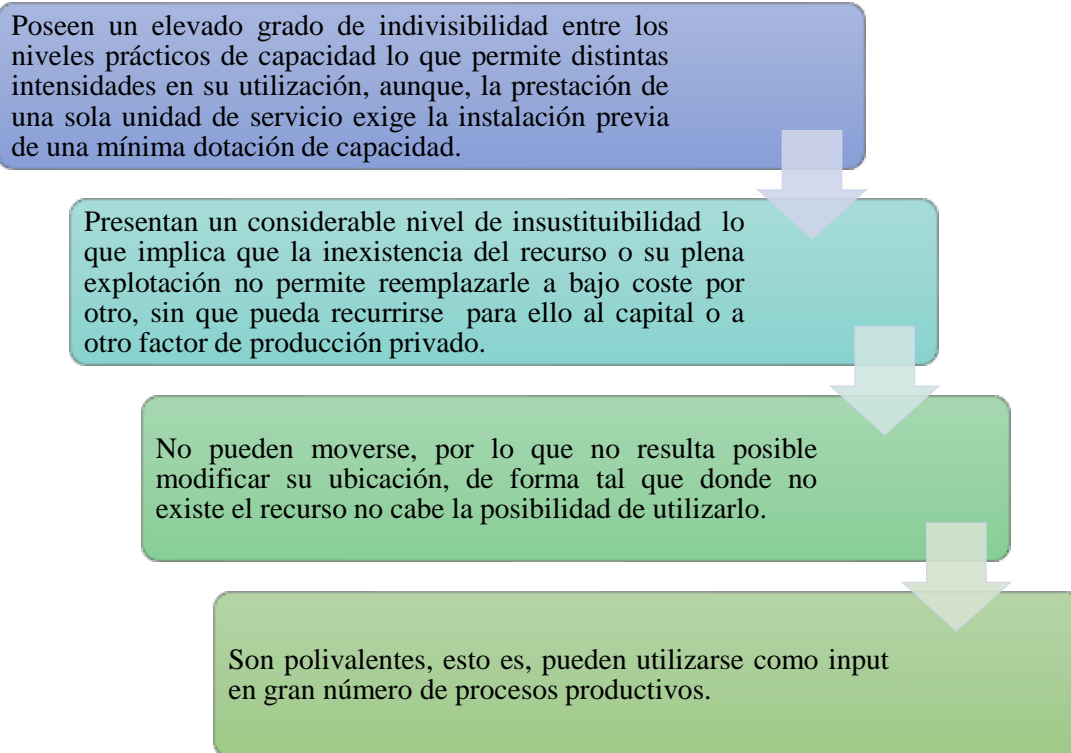 Poseen un elevado grado de indivisibilidad entre los
niveles prácticos de capacidad lo que permite distintas
intensidades en su utilización, aunque, la prestación de
una sola unidad de servicio exige la instalación previa
de una mínima dotación de capacidad.
Presentan un considerable nivel de insustituibilidad lo
que implica que la inexistencia del recurso o su plena
explotación no permite reemplazarle a bajo coste por
otro, sin que pueda recurrirse para ello al capital o a
otro factor de producción privado.
No pueden moverse, por lo que no resulta posible
modificar su ubicación, de forma tal que donde no
existe el recurso no cabe la posibilidad de utilizarlo.
Son polivalentes, esto es, pueden utilizarse como input
en gran número de procesos productivos.